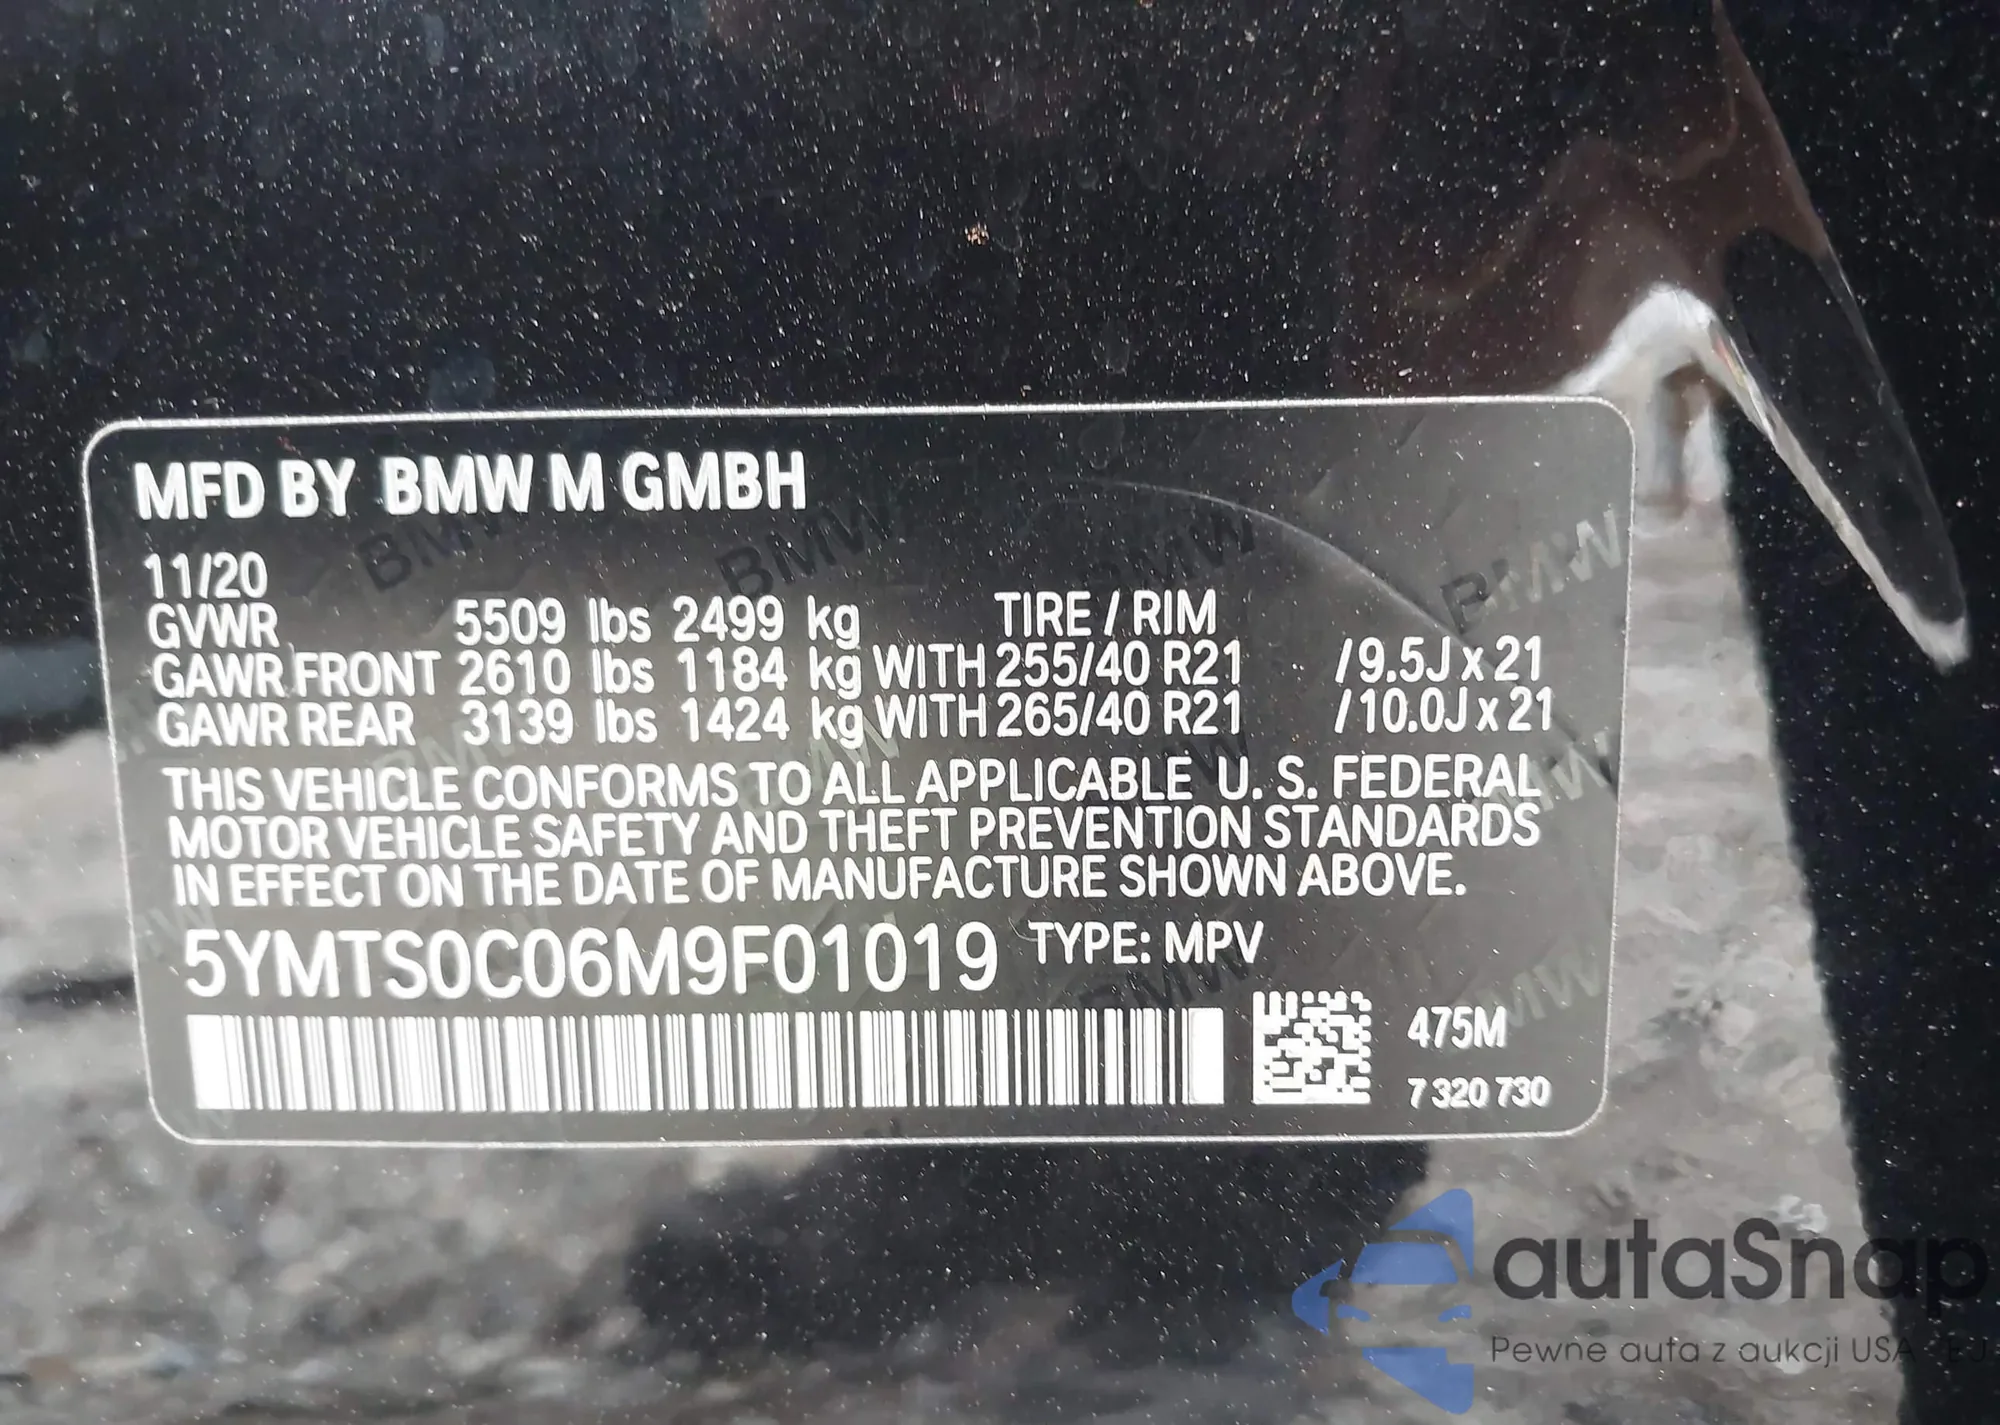 MFD BY BMW M GMBH
11/20
GVWR 5509 lbs 2499 kg TIRE / RIM
GAWR FRONT 2610 lbs 1184 kg WITH 255/40 R21 /9.5J x 21
GAWR REAR 3139 lbs 1424 kg WITH 265/40 R21 /10.0J x 21
THIS VEHICLE CONFORMS TO ALL APPLICABLE U. S. FEDERAL
MOTOR VEHICLE SAFETY AND THEFT PREVENTION STANDARDS
IN EFFECT ON THE DATE OF MANUFACTURE SHOWN ABOVE.
5YMTS0C06M9F01019 TYPE: MPV
475M
7 320 730
autaSnap
Pewne auta z aukcji USA EU